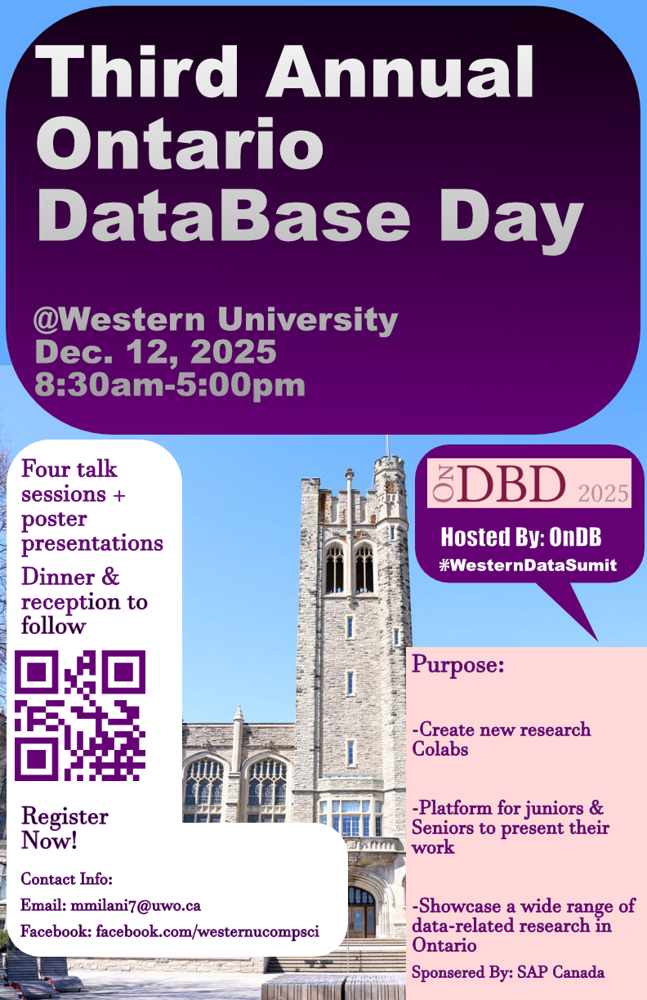 Third Annual
Ontario
DataBase Day
@Western University
Dec. 12, 2025
8:30am-5:00pm
Four talk
sessions +
poster
presentations
Dinner &
reception to
follow
Register
Now!
Contact Info:
Email: mmilani7@uwo.ca
Facebook: facebook.com/westernucompsci
ON DBD 2025
Hosted By: OnDB
#WesternDataSumit
Purpose:
-Create new research
Colabs
-Platform for juniors &
Seniors to present their
work
-Showcase a wide range of
data-related research in
Ontario
Sponsered By: SAP Canada